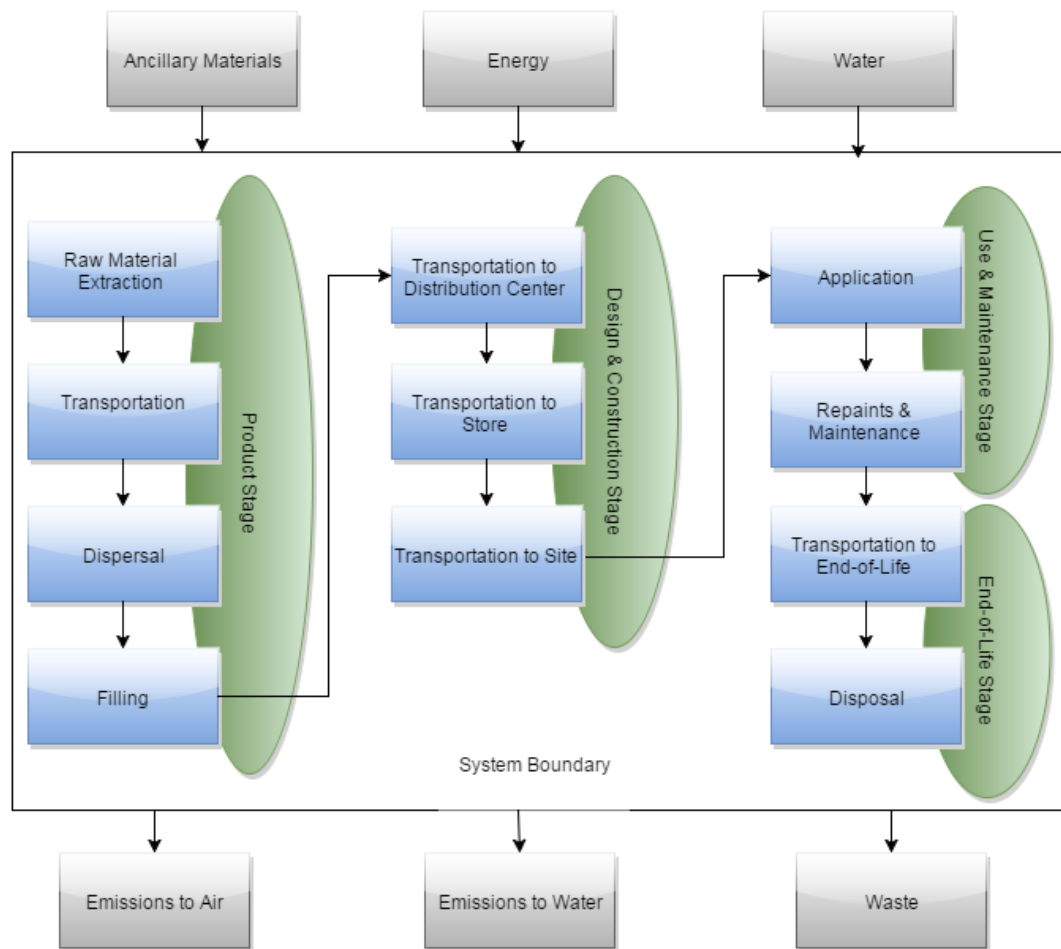 Ancillary Materials
Energy
Water
Raw Material
Extraction
Transportation
Dispersal
Filling
Product Stage
Transportation to
Distribution Center
Transportation to
Store
Transportation to Site
Design & Construction Stage
Application
Repaints &
Maintenance
Use & Maintenance Stage
Transportation to
End-of-Life
Disposal
End-of-Life Stage
System Boundary
Emissions to Air
Emissions to Water
Waste